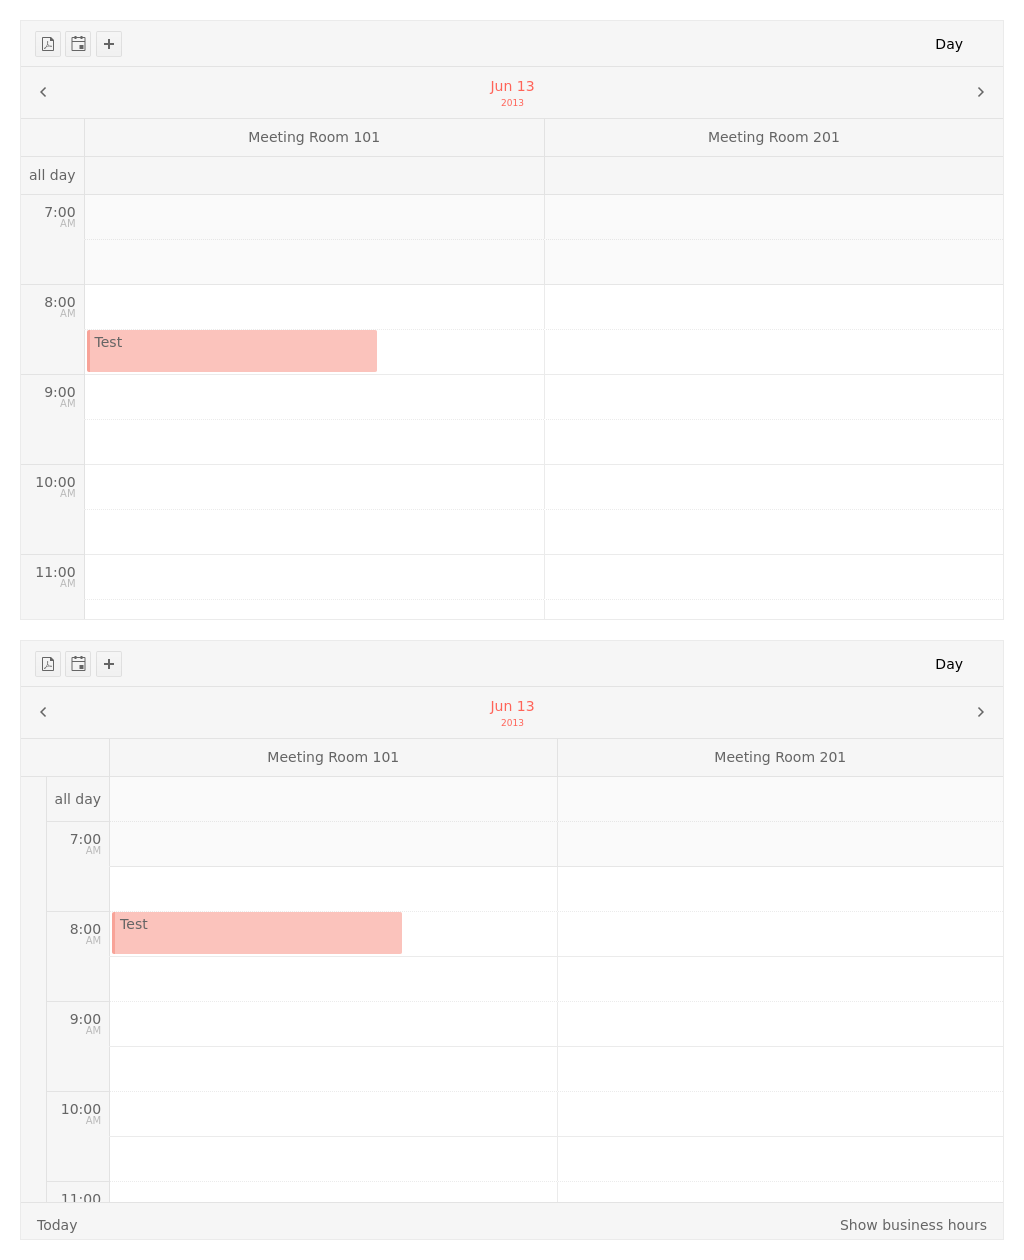 Day
Jun 13
2013
Meeting Room 101 Meeting Room 201
all day
7:00
AM
8:00
AM
Test
9:00
AM
10:00
AM
11:00
AM
Day
Jun 13
2013
Meeting Room 101 Meeting Room 201
all day
7:00
AM
8:00
Test
AM
9:00
AM
10:00
AM
11:00
Today Show business hours